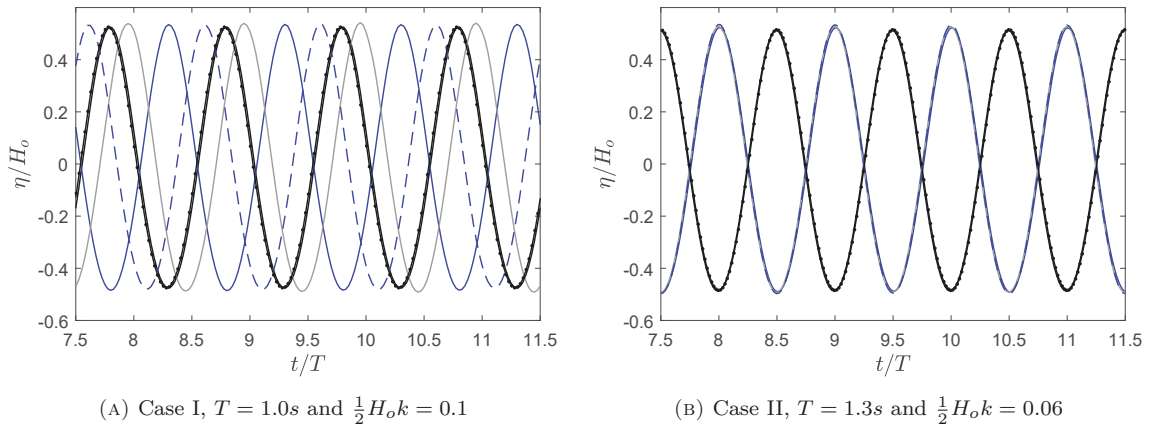 η/H_o
0.4
0.2
0
-0.2
-0.4
-0.6
7.5 8 8.5 9 9.5 10 10.5 11 11.5
t/T
(A) Case I, T = 1.0s and ½H_ok = 0.1
η/H_o
0.4
0.2
0
-0.2
-0.4
-0.6
7.5 8 8.5 9 9.5 10 10.5 11 11.5
t/T
(B) Case II, T = 1.3s and ½H_ok = 0.06